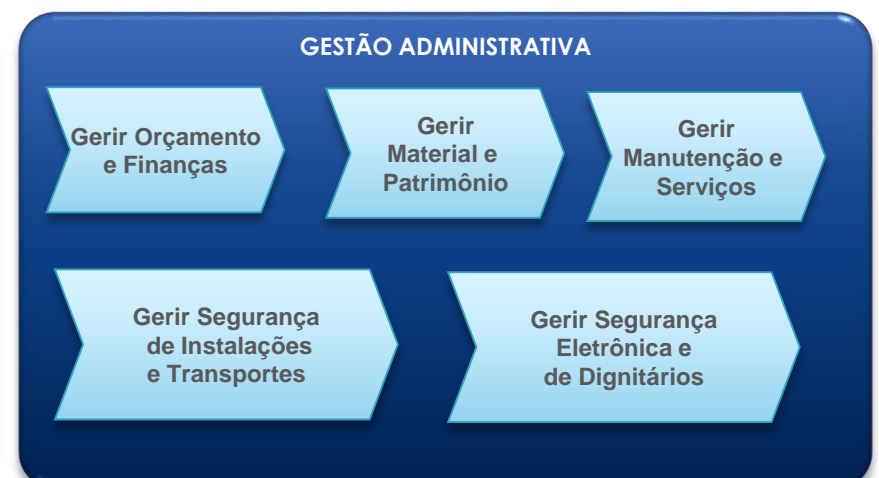 GESTÃO ADMINISTRATIVA
Gerir Orçamento
e Finanças
Gerir
Material e
Patrimônio
Gerir
Manutenção e
Serviços
Gerir Segurança
de Instalações
e Transportes
Gerir Segurança
Eletrônica e
de Dignitários